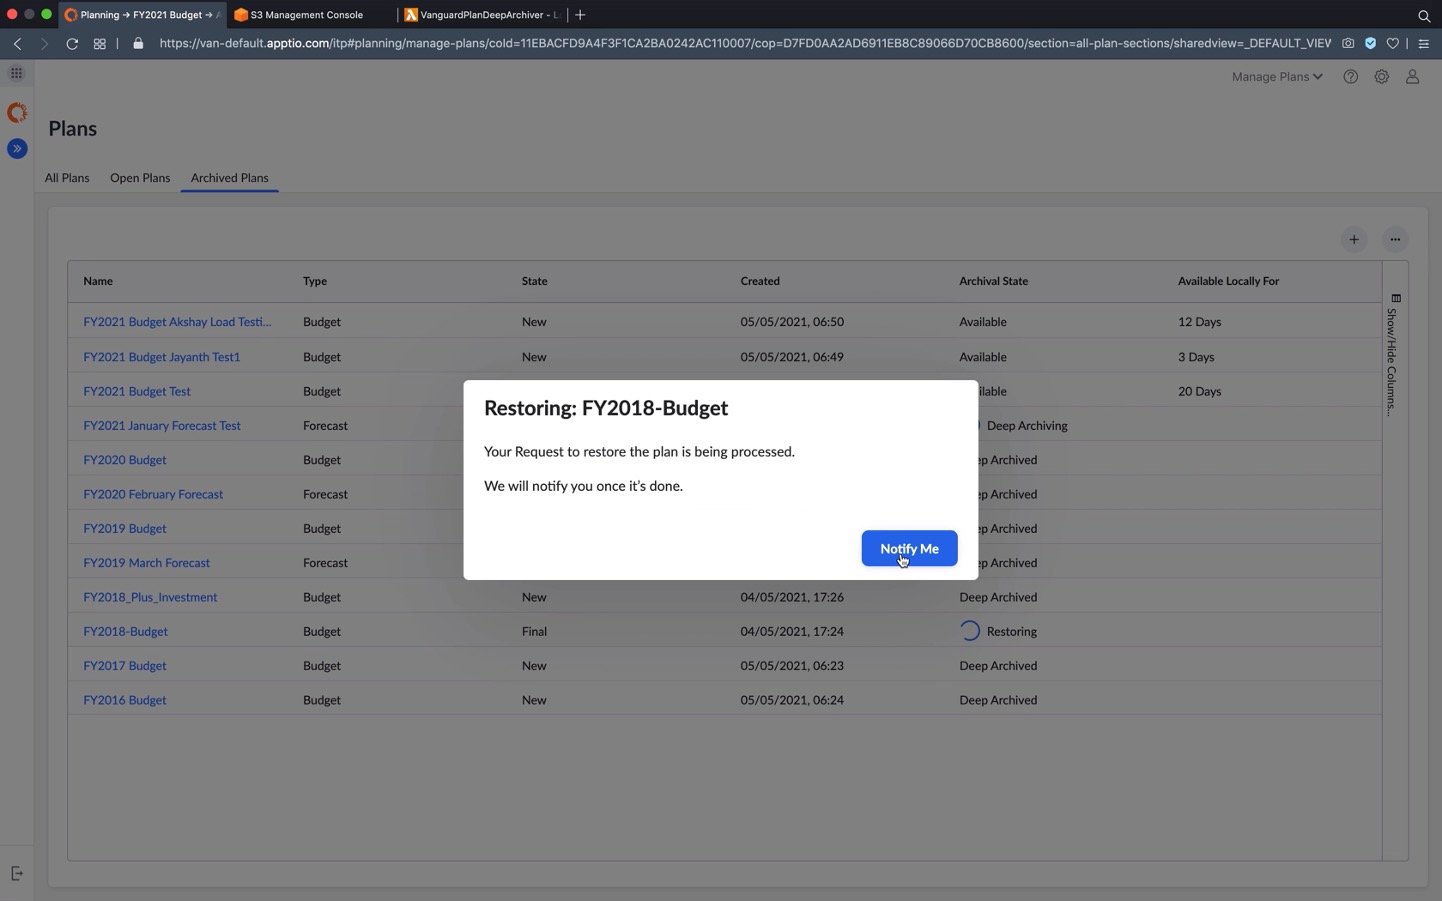 Planning → FY2021 Budget → A
S3 Management Console
VanguardPlanDeepArchiver - L
https://van-default.apptio.com/itp#planning/manage-plans/cold=11EBACFD9A4F3F1CA2BA0242AC110007/cop=D7FD0AA2AD6911EB8C89066D70CB8600/section=all-plan-sections/sharedview=_DEFAULT_VIEW
Manage Plans
Plans
All Plans Open Plans Archived Plans
Name Type State Created Archival State Available Locally For
FY2021 Budget Akshay Load Testi... Budget New 05/05/2021, 06:50 Available 12 Days
FY2021 Budget Jayanth Test1 Budget New 05/05/2021, 06:49 Available 3 Days
FY2021 Budget Test Budget ilable 20 Days
FY2021 January Forecast Test Forecast Deep Archiving
FY2020 Budget Budget ep Archived
FY2020 February Forecast Forecast ep Archived
FY2019 Budget Budget ep Archived
FY2019 March Forecast Forecast ep Archived
FY2018_Plus_Investment Budget New 04/05/2021, 17:26 Deep Archived
FY2018-Budget Budget Final 04/05/2021, 17:24 Restoring
FY2017 Budget Budget New 05/05/2021, 06:23 Deep Archived
FY2016 Budget Budget New 05/05/2021, 06:24 Deep Archived
Show/Hide Columns...
Restoring: FY2018-Budget
Your Request to restore the plan is being processed.
We will notify you once it's done.
Notify Me